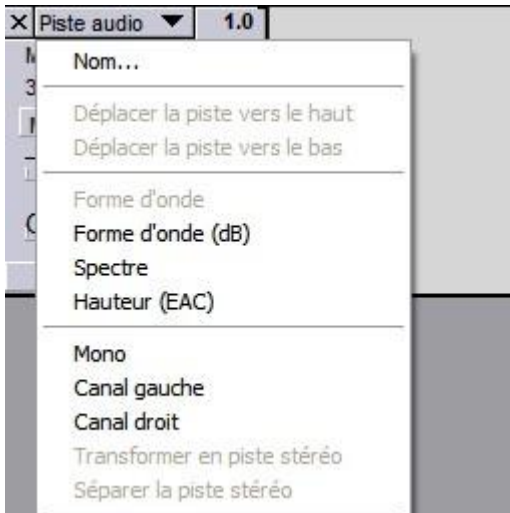 Piste audio 1.0
Nom...
Déplacer la piste vers le haut
Déplacer la piste vers le bas
Forme d'onde
Forme d'onde (dB)
Spectre
Hauteur (EAC)
Mono
Canal gauche
Canal droit
Transformer en piste stéréo
Séparer la piste stéréo